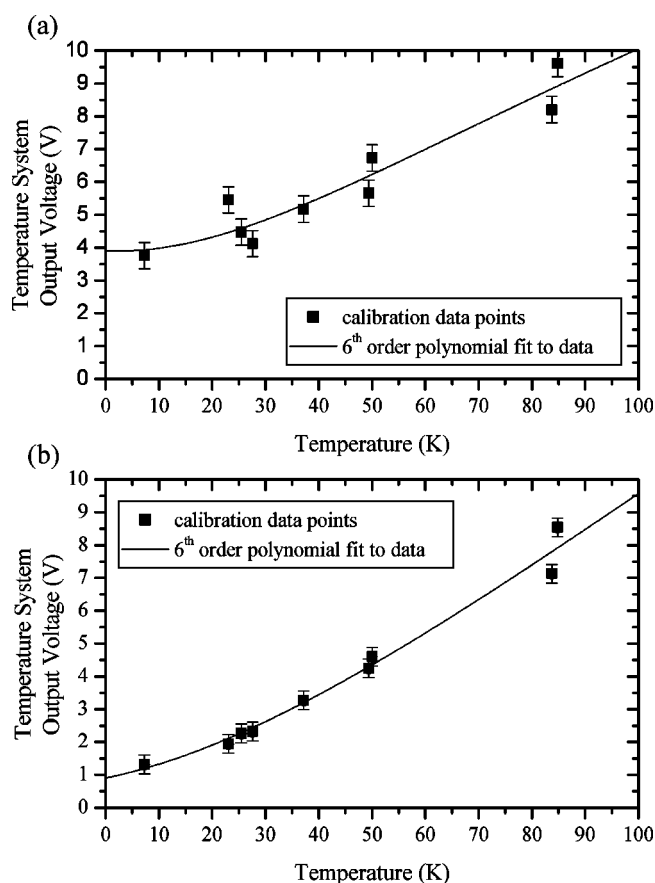 (a)
10
9
8
7
6
5
4
3
2
1
0
Temperature System
Output Voltage (V)
calibration data points
6th order polynomial fit to data
0 10 20 30 40 50 60 70 80 90 100
Temperature (K)
(b)
10
9
8
7
6
5
4
3
2
1
0
Temperature System
Output Voltage (V)
calibration data points
6th order polynomial fit to data
0 10 20 30 40 50 60 70 80 90 100
Temperature (K)